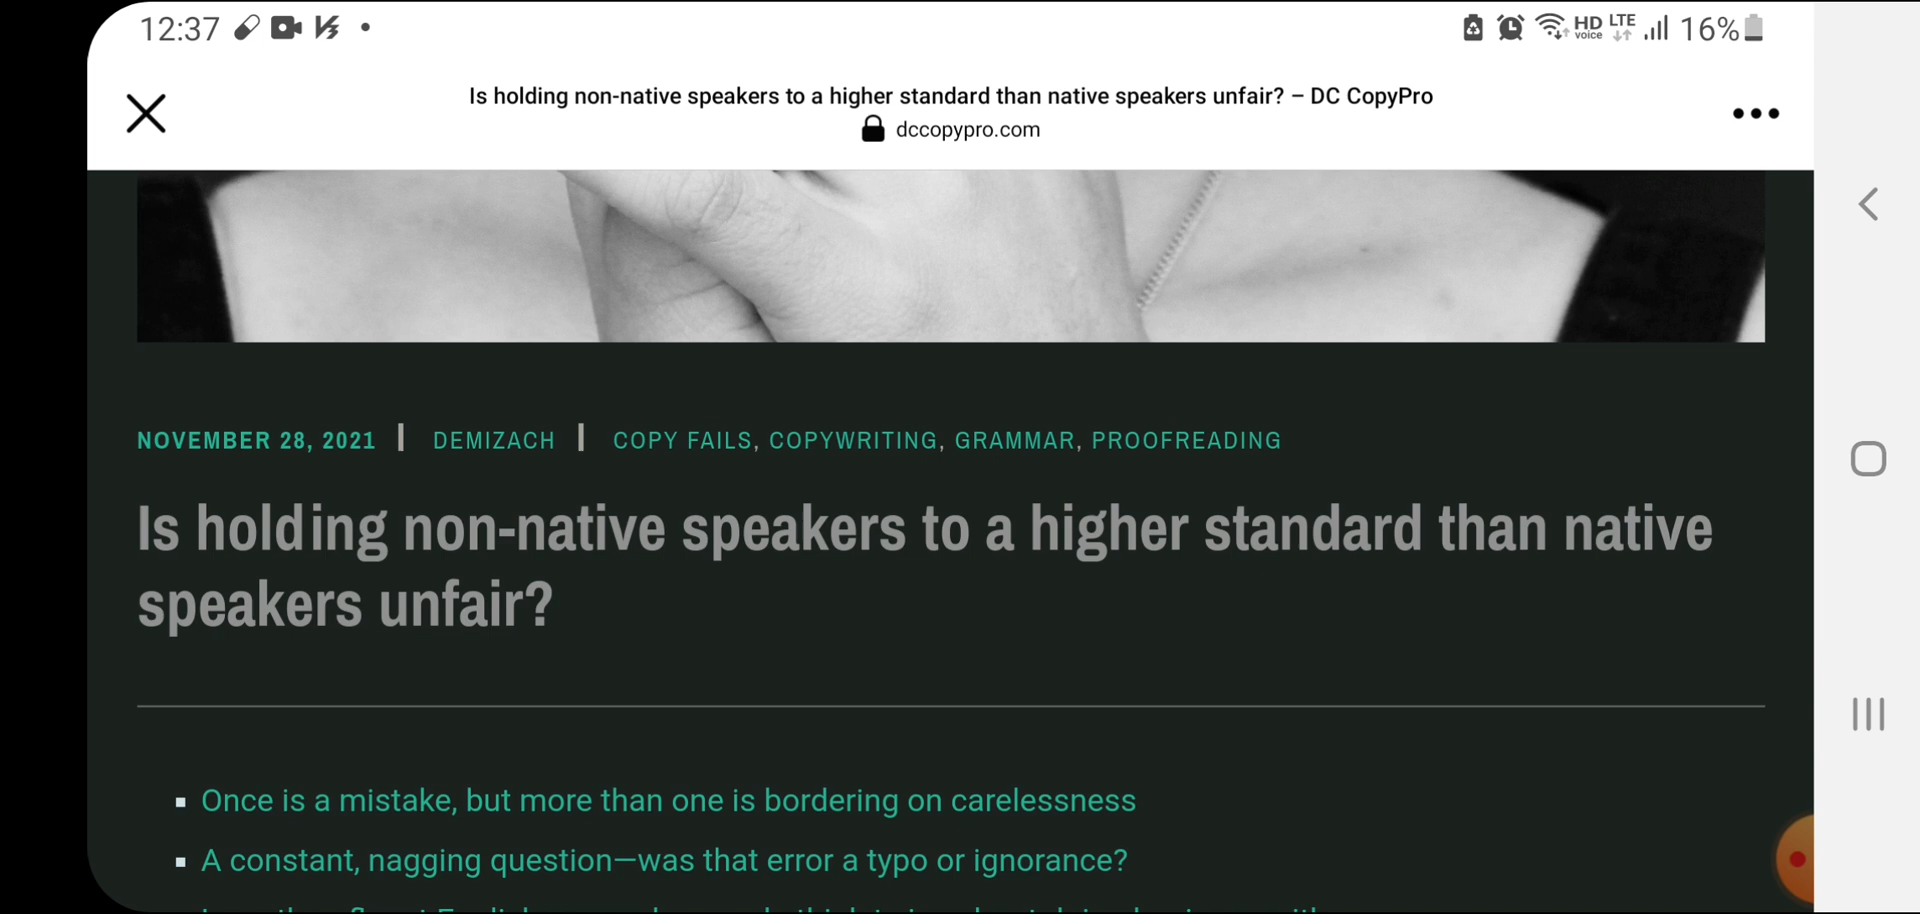 12:37
HD voice LTE 16%
Is holding non-native speakers to a higher standard than native speakers unfair? – DC CopyPro
dccopypro.com
NOVEMBER 28, 2021 | DEMIZACH | COPY FAILS, COPYWRITING, GRAMMAR, PROOFREADING
Is holding non-native speakers to a higher standard than native
speakers unfair?
▪ Once is a mistake, but more than one is bordering on carelessness
▪ A constant, nagging question—was that error a typo or ignorance?